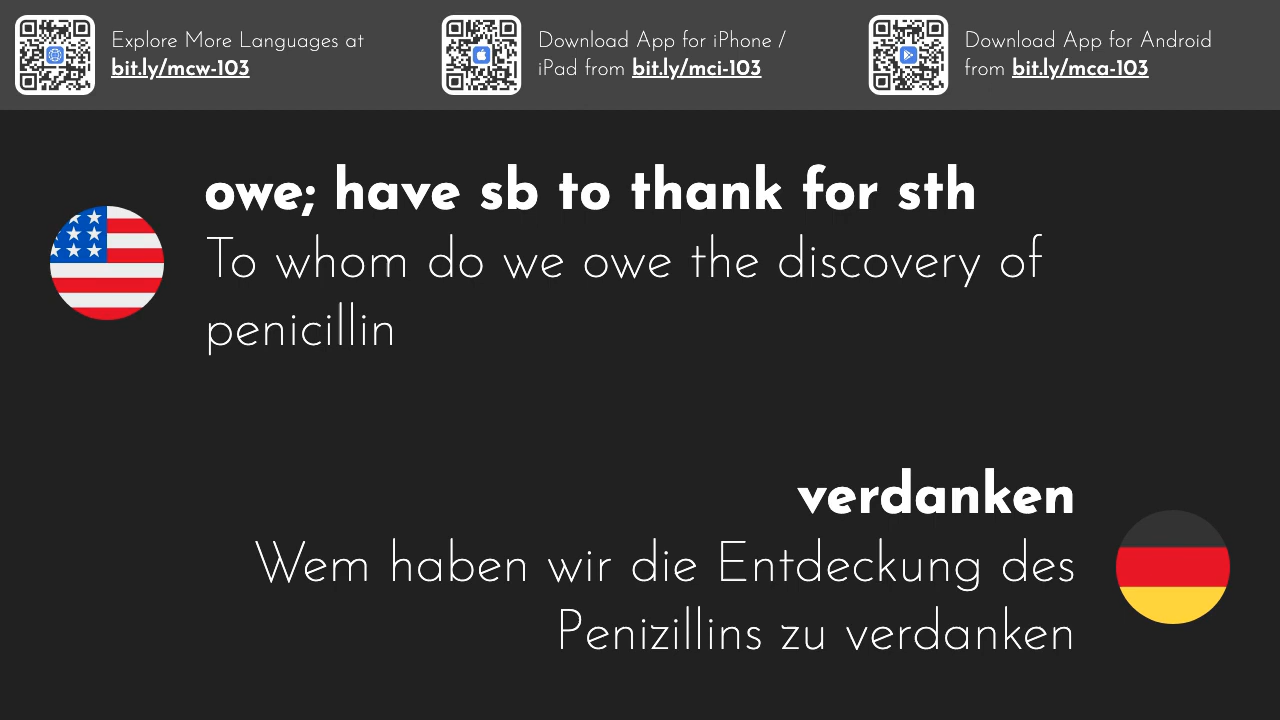 Explore More Languages at
bit.ly/mcw-103
Download App for iPhone /
iPad from bit.ly/mci-103
Download App for Android
from bit.ly/mca-103
owe; have sb to thank for sth
To whom do we owe the discovery of
penicillin
verdanken
Wem haben wir die Entdeckung des
Penizillins zu verdanken